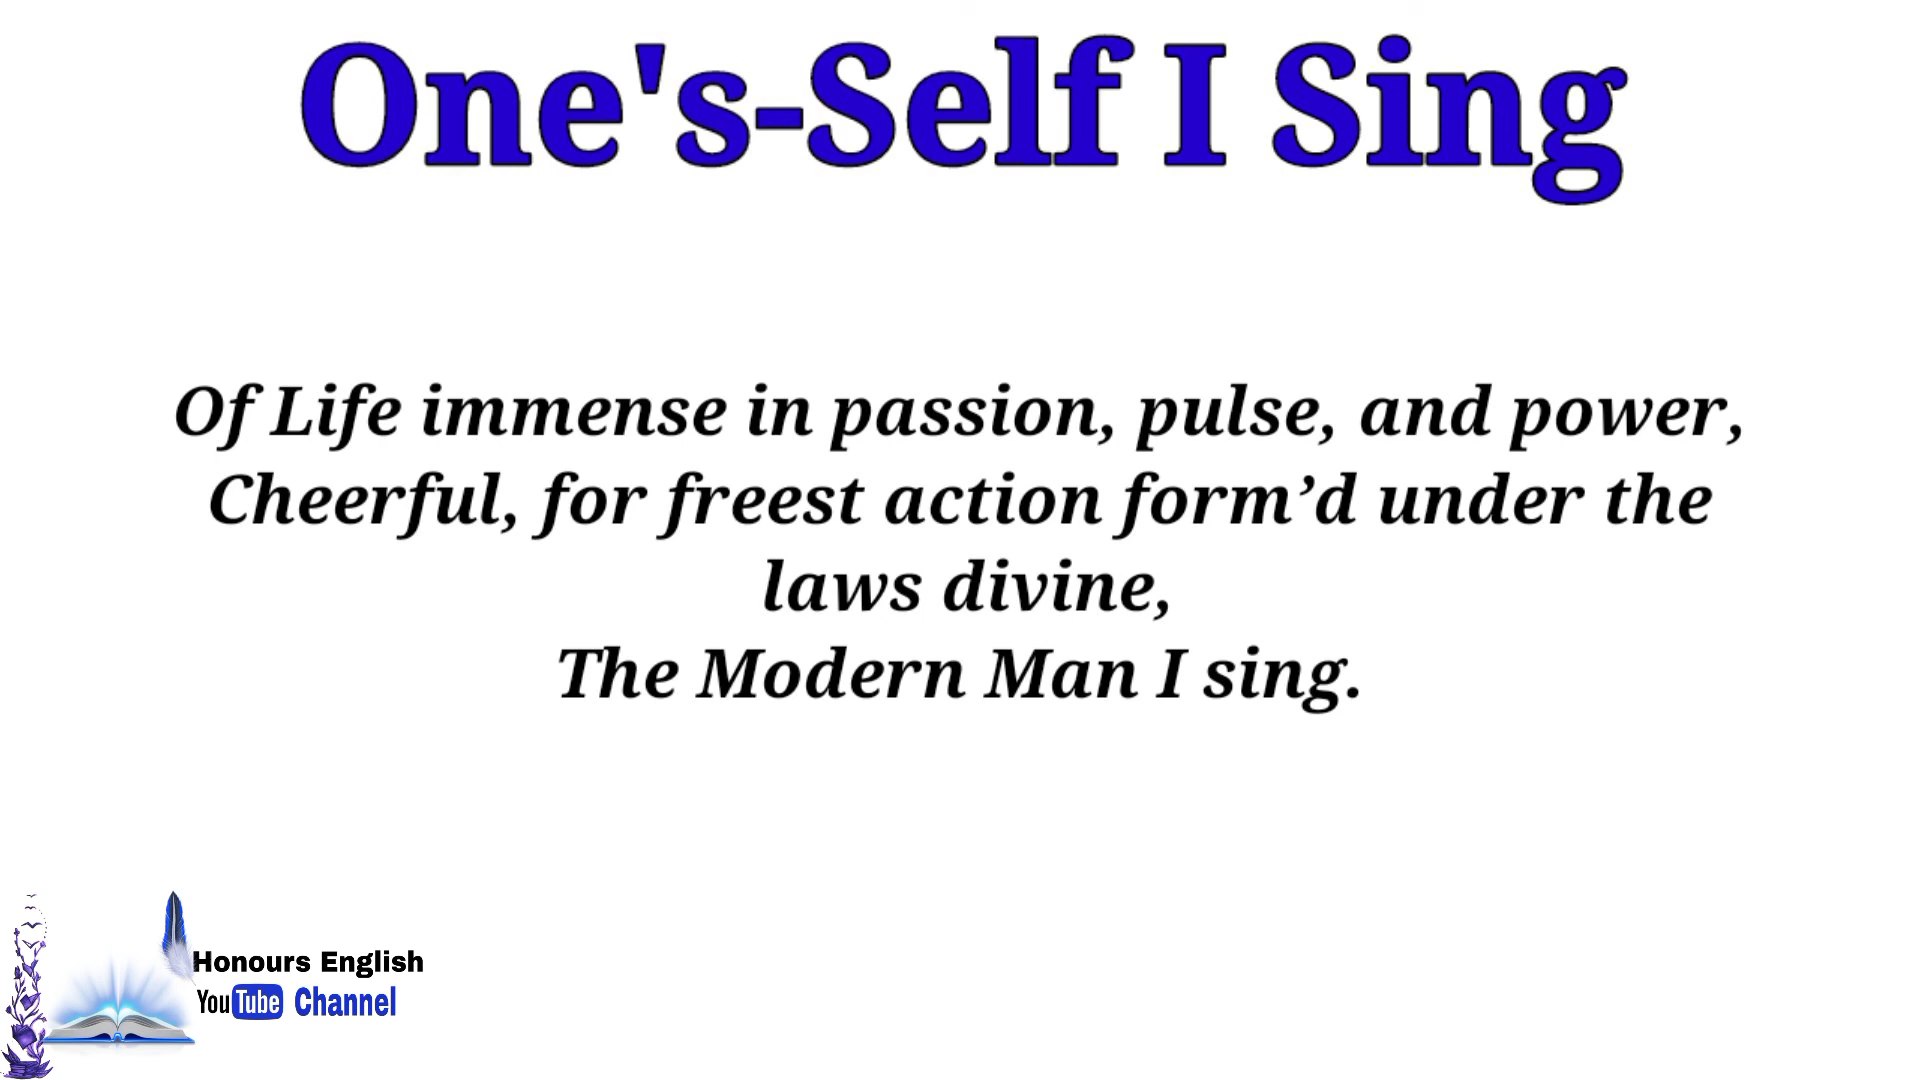 One's-Self I Sing
Of Life immense in passion, pulse, and power,
Cheerful, for freest action form’d under the
laws divine,
The Modern Man I sing.
Honours English
YouTube Channel